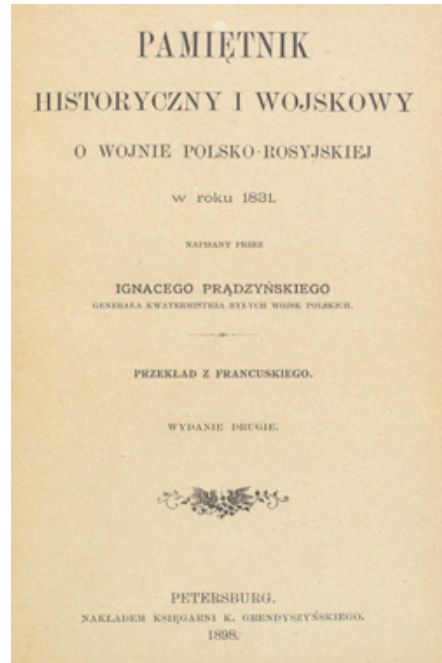 PAMIĘTNIK
HISTORYCZNY I WOJSKOWY
O WOJNIE POLSKO-ROSYJSKIEJ
w roku 1831.
NAPISANY PRZEZ
IGNACEGO PRĄDZYŃSKIEGO
GENERAŁA KWATERMISTRZA BYŁYCH WOJSK POLSKICH.
PRZEKŁAD Z FRANCUSKIEGO.
WYDANIE DRUGIE.
PETERSBURG.
NAKŁADEM KSIĘGARNI K. GRENDYSZYŃSKIEGO.
1898.